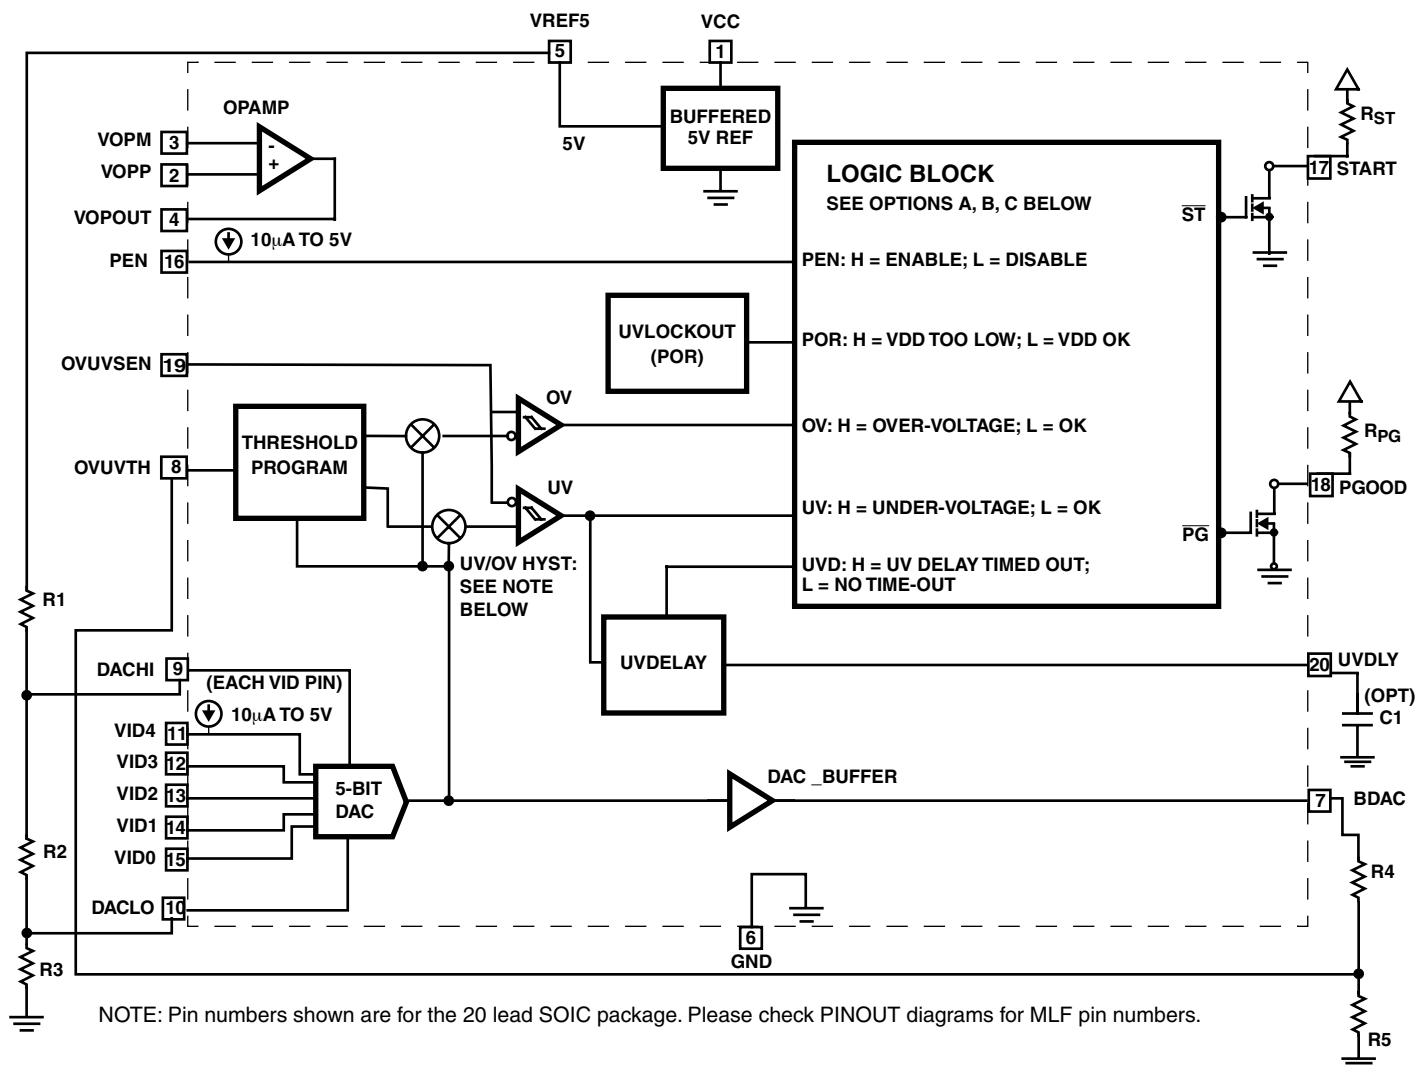 VREF5
VCC
5
1
OPAMP
VOPM 3
-
VOPP 2
+
VOPOUT 4
5V
BUFFERED
5V REF
10µA TO 5V
PEN 16
LOGIC BLOCK
SEE OPTIONS A, B, C BELOW
ST
RST
17 START
PEN: H = ENABLE; L = DISABLE
UVLOCKOUT
(POR)
POR: H = VDD TOO LOW; L = VDD OK
OVUVSEN 19
OV
OV: H = OVER-VOLTAGE; L = OK
THRESHOLD
PROGRAM
OVUVTH 8
RPG
18 PGOOD
UV
UV: H = UNDER-VOLTAGE; L = OK
PG
UV/OV HYST:
SEE NOTE
BELOW
UVD: H = UV DELAY TIMED OUT;
L = NO TIME-OUT
R1
UVDELAY
20 UVDLY
(OPT)
C1
DACHI 9
(EACH VID PIN)
10µA TO 5V
VID4 11
VID3 12
VID2 13
VID1 14
VID0 15
5-BIT
DAC
DAC _BUFFER
7 BDAC
R2
R4
DACLO 10
6
GND
R3
R5
NOTE: Pin numbers shown are for the 20 lead SOIC package. Please check PINOUT diagrams for MLF pin numbers.